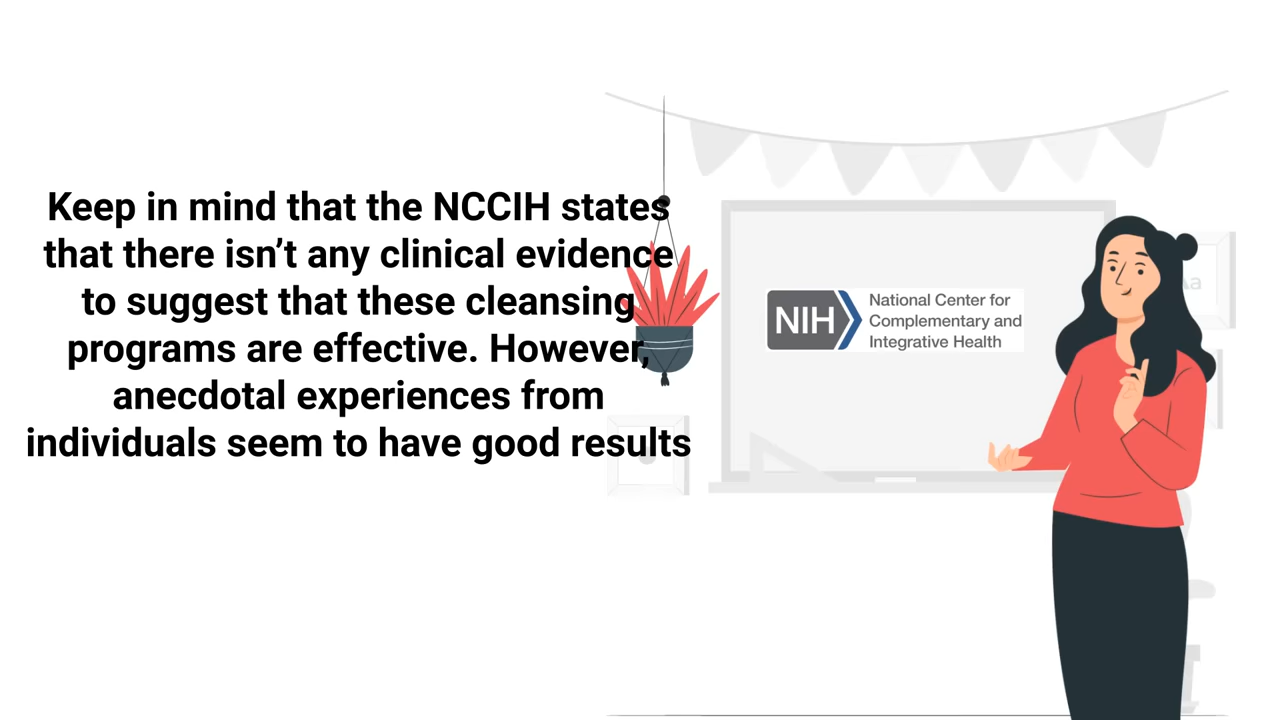 Keep in mind that the NCCIH states
that there isn’t any clinical evidence
to suggest that these cleansing
programs are effective. However,
anecdotal experiences from
individuals seem to have good results
NIH
National Center for
Complementary and
Integrative Health
Aa